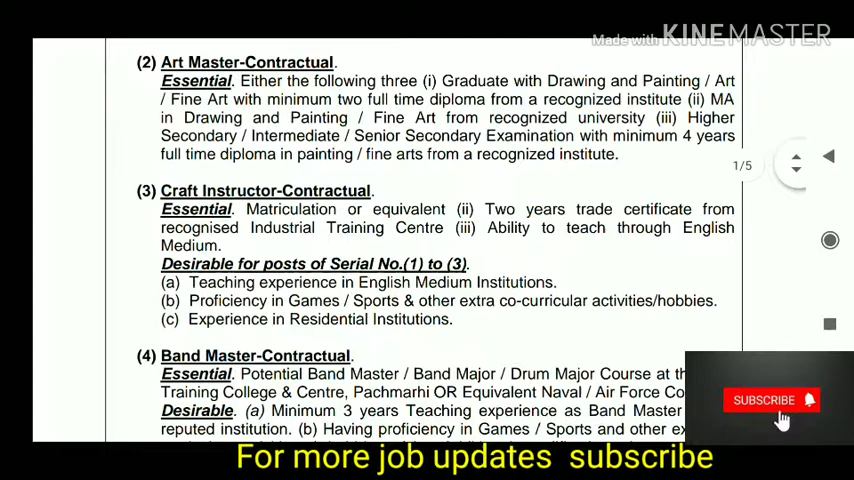 Made with KINEMASTER
(2) Art Master-Contractual.
Essential. Either the following three (i) Graduate with Drawing and Painting / Art
/ Fine Art with minimum two full time diploma from a recognized institute (ii) MA
in Drawing and Painting / Fine Art from recognized university (iii) Higher
Secondary / Intermediate / Senior Secondary Examination with minimum 4 years
full time diploma in painting / fine arts from a recognized institute.
1/5
(3) Craft Instructor-Contractual.
Essential. Matriculation or equivalent (ii) Two years trade certificate from
recognised Industrial Training Centre (iii) Ability to teach through English
Medium.
Desirable for posts of Serial No.(1) to (3).
(a) Teaching experience in English Medium Institutions.
(b) Proficiency in Games / Sports & other extra co-curricular activities/hobbies.
(c) Experience in Residential Institutions.
(4) Band Master-Contractual.
Essential. Potential Band Master / Band Major / Drum Major Course at th
Training College & Centre, Pachmarhi OR Equivalent Naval / Air Force Co
Desirable. (a) Minimum 3 years Teaching experience as Band Master
reputed institution. (b) Having proficiency in Games / Sports and other ex
SUBSCRIBE
For more job updates subscribe